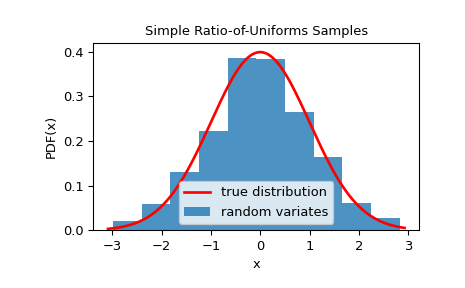 Simple Ratio-of-Uniforms Samples
PDF(x)
0.4
0.3
0.2
0.1
0.0
true distribution
random variates
−3 −2 −1 0 1 2 3
x